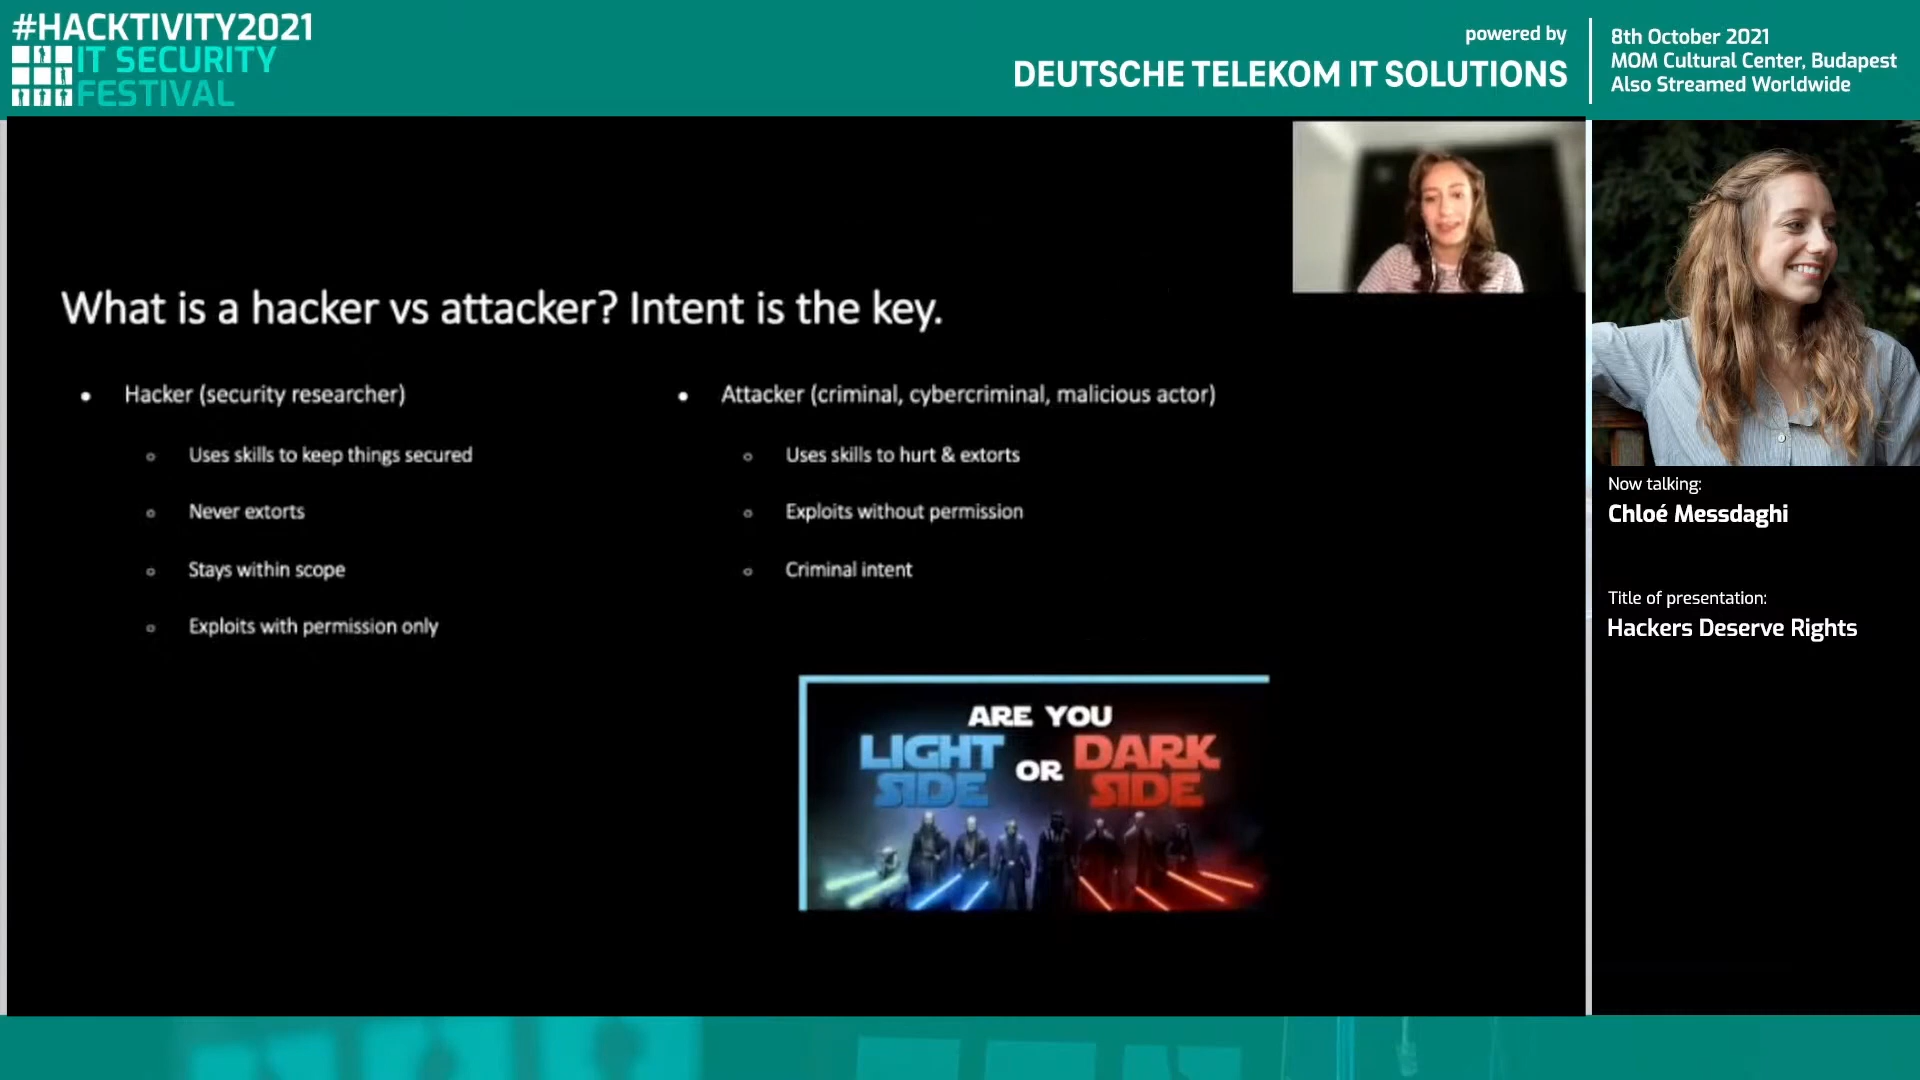 #HACKTIVITY2021
IT SECURITY
FESTIVAL
powered by
DEUTSCHE TELEKOM IT SOLUTIONS
8th October 2021
MOM Cultural Center, Budapest
Also Streamed Worldwide
What is a hacker vs attacker? Intent is the key.
Hacker (security researcher)
Uses skills to keep things secured
Never extorts
Stays within scope
Exploits with permission only
Attacker (criminal, cybercriminal, malicious actor)
Uses skills to hurt & extorts
Exploits without permission
Criminal intent
ARE YOU
LIGHT SIDE OR DARK SIDE
Now talking:
Chloé Messdaghi
Title of presentation:
Hackers Deserve Rights